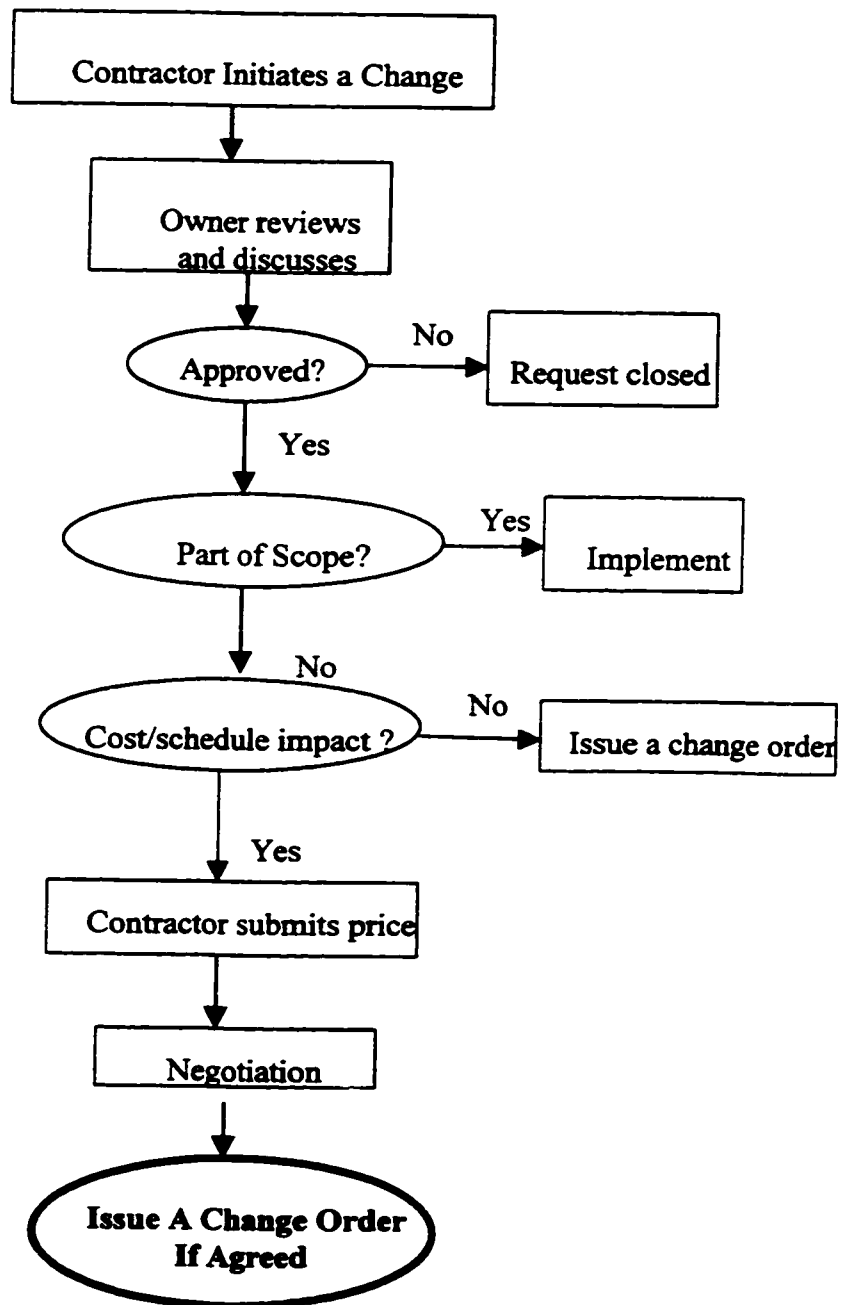 Contractor Initiates a Change
Owner reviews
and discusses
No
Approved?
Request closed
Yes
Yes
Part of Scope?
Implement
No
No
Cost/schedule impact ?
Issue a change order
Yes
Contractor submits price
Negotiation
Issue A Change Order
If Agreed